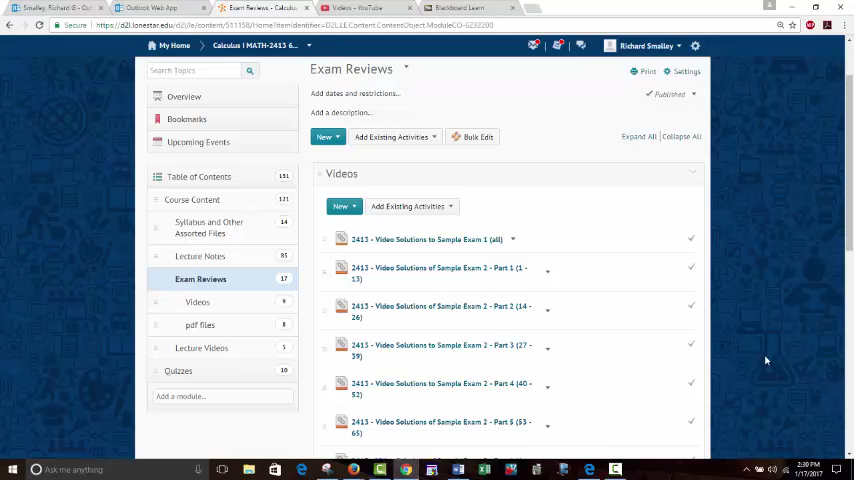 Smalley, Richard G - Out
Outlook Web App
Exam Reviews - Calculus
Videos - YouTube
Blackboard Learn
Secure https://d2l.lonestar.edu/d2l/le/content/511158/Home?itemIdentifier=D2L.LE.Content.ContentObject.ModuleCO-6232200
My Home
Calculus I MATH-2413 6...
Richard Smalley
Search Topics
Exam Reviews
Print
Settings
Overview
Add dates and restrictions...
Published
Bookmarks
Add a description...
Upcoming Events
New
Add Existing Activities
Bulk Edit
Expand All | Collapse All
Table of Contents 131
Videos
Course Content 121
New
Add Existing Activities
Syllabus and Other
Assorted Files
14
2413 - Video Solutions to Sample Exam 1 (all)
Lecture Notes 85
2413 - Video Solutions of Sample Exam 2 - Part 1 (1 -
13)
Exam Reviews 17
Videos 9
2413 - Video Solutions of Sample Exam 2 - Part 2 (14 -
26)
pdf files 8
Lecture Videos 5
2413 - Video Solutions of Sample Exam 2 - Part 3 (27 -
39)
Quizzes 10
2413 - Video Solutions of Sample Exam 2 - Part 4 (40 -
52)
Add a module...
2413 - Video Solutions of Sample Exam 2 - Part 5 (53 -
65)
Ask me anything
2:30 PM
1/17/2017